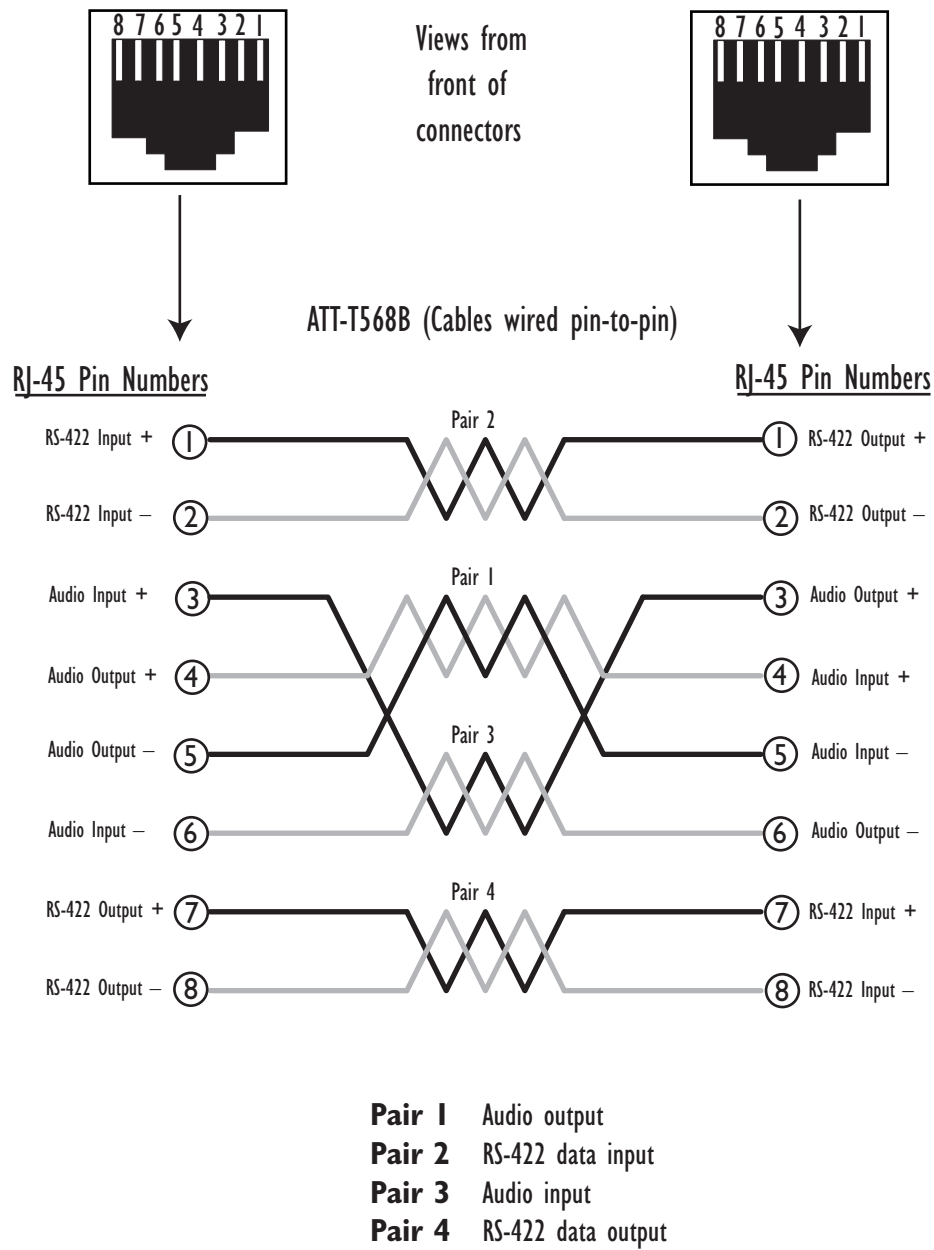 8 7 6 5 4 3 2 1
8 7 6 5 4 3 2 1
Views from
front of
connectors
ATT-T568B (Cables wired pin-to-pin)
RJ-45 Pin Numbers
RJ-45 Pin Numbers
Pair 2
RS-422 Input + 1
1 RS-422 Output +
RS-422 Input – 2
2 RS-422 Output –
Pair 1
Audio Input + 3
3 Audio Output +
Audio Output + 4
4 Audio Input +
Pair 3
Audio Output – 5
5 Audio Input –
Audio Input – 6
6 Audio Output –
Pair 4
RS-422 Output + 7
7 RS-422 Input +
RS-422 Output – 8
8 RS-422 Input –
Pair 1 Audio output
Pair 2 RS-422 data input
Pair 3 Audio input
Pair 4 RS-422 data output